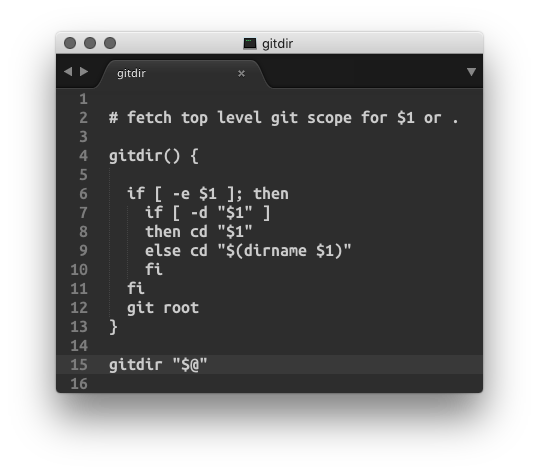 gitdir
gitdir ×
1
2 # fetch top level git scope for $1 or .
3
4 gitdir() {
5
6   if [ -e $1 ]; then
7     if [ -d "$1" ]
8     then cd "$1"
9     else cd "$(dirname $1)"
10     fi
11   fi
12   git root
13 }
14
15 gitdir "$@"
16